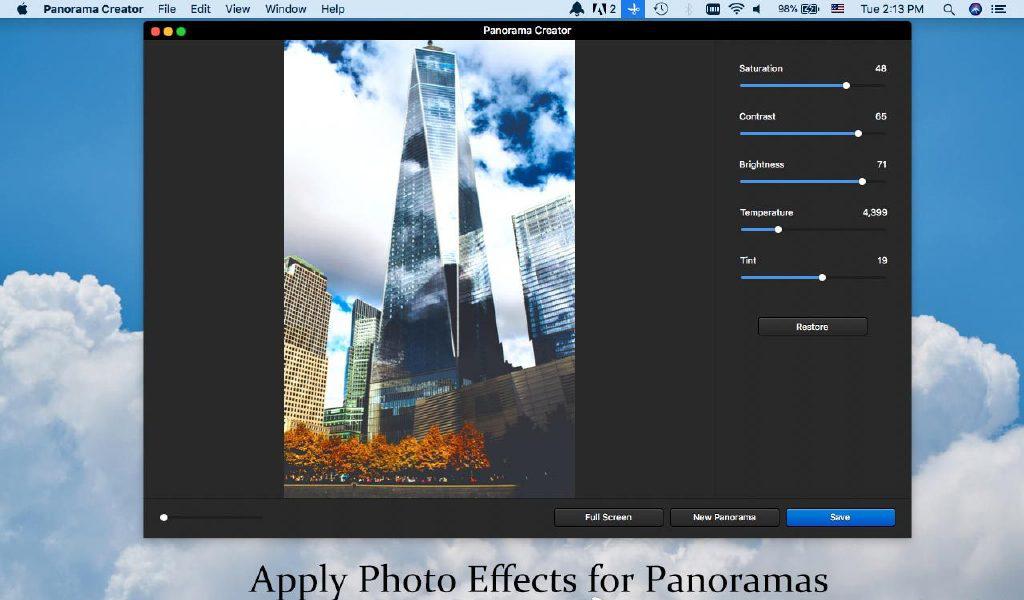 Panorama Creator File Edit View Window Help 2 98% Tue 2:13 PM
Panorama Creator
Saturation 48
Contrast 65
Brightness 71
Temperature 4,399
Tint 19
Restore
Full Screen New Panorama Save
Apply Photo Effects for Panoramas